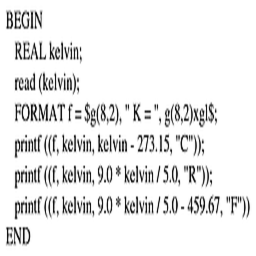 BEGIN
REAL kelvin;
read (kelvin);
FORMAT f = $g(8,2), " K = ", g(8,2)xgl$;
printf ((f, kelvin, kelvin - 273.15, "C"));
printf ((f, kelvin, 9.0 * kelvin / 5.0, "R"));
printf ((f, kelvin, 9.0 * kelvin / 5.0 - 459.67, "F"))
END